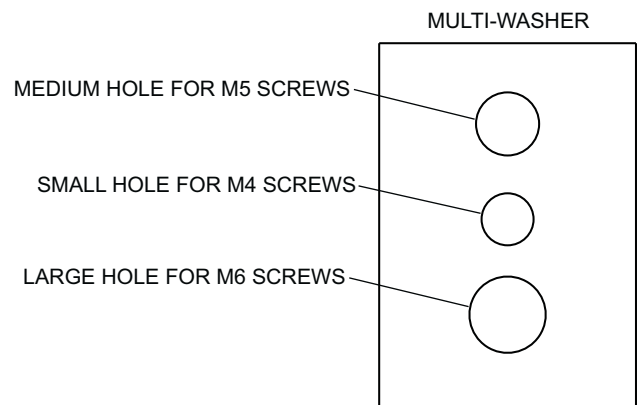 MULTI-WASHER
MEDIUM HOLE FOR M5 SCREWS
SMALL HOLE FOR M4 SCREWS
LARGE HOLE FOR M6 SCREWS